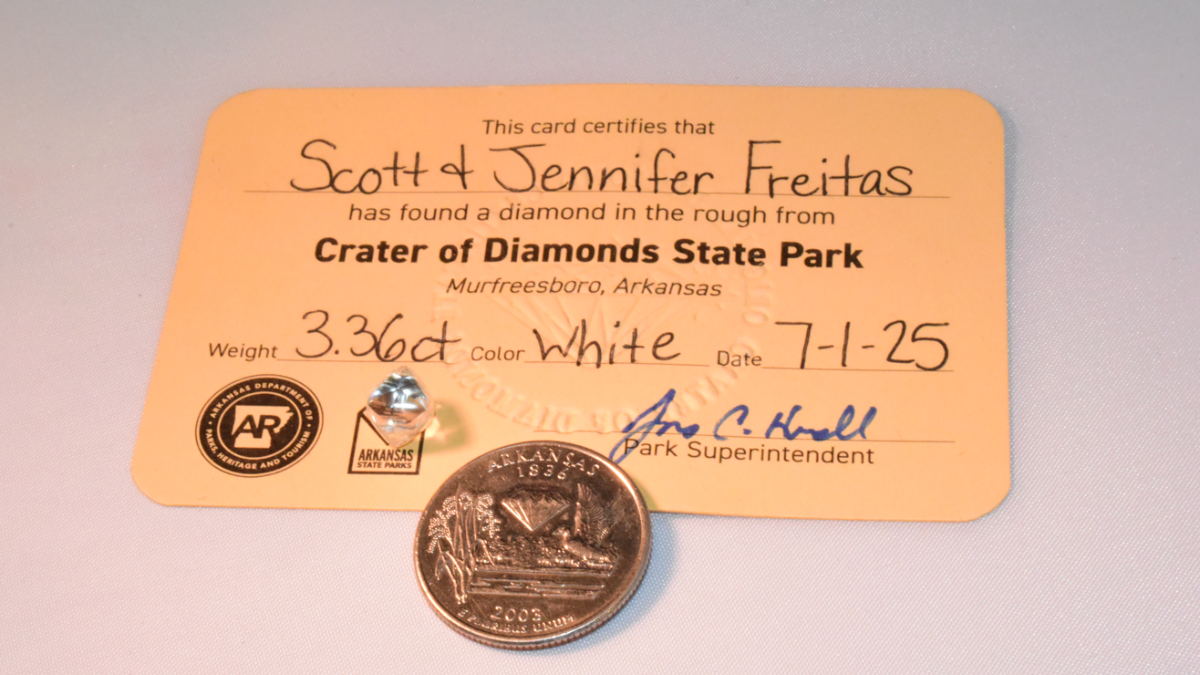 This card certifies that
Scott & Jennifer Freitas
has found a diamond in the rough from
Crater of Diamonds State Park
Murfreesboro, Arkansas
Weight 3.36ct Color White Date 7-1-25
ARKANSAS DEPARTMENT OF
AR
PARKS, HERITAGE AND TOURISM
ARKANSAS
STATE PARKS
Park Superintendent
ARKANSAS
1836
2003
E PLURIBUS UNUM